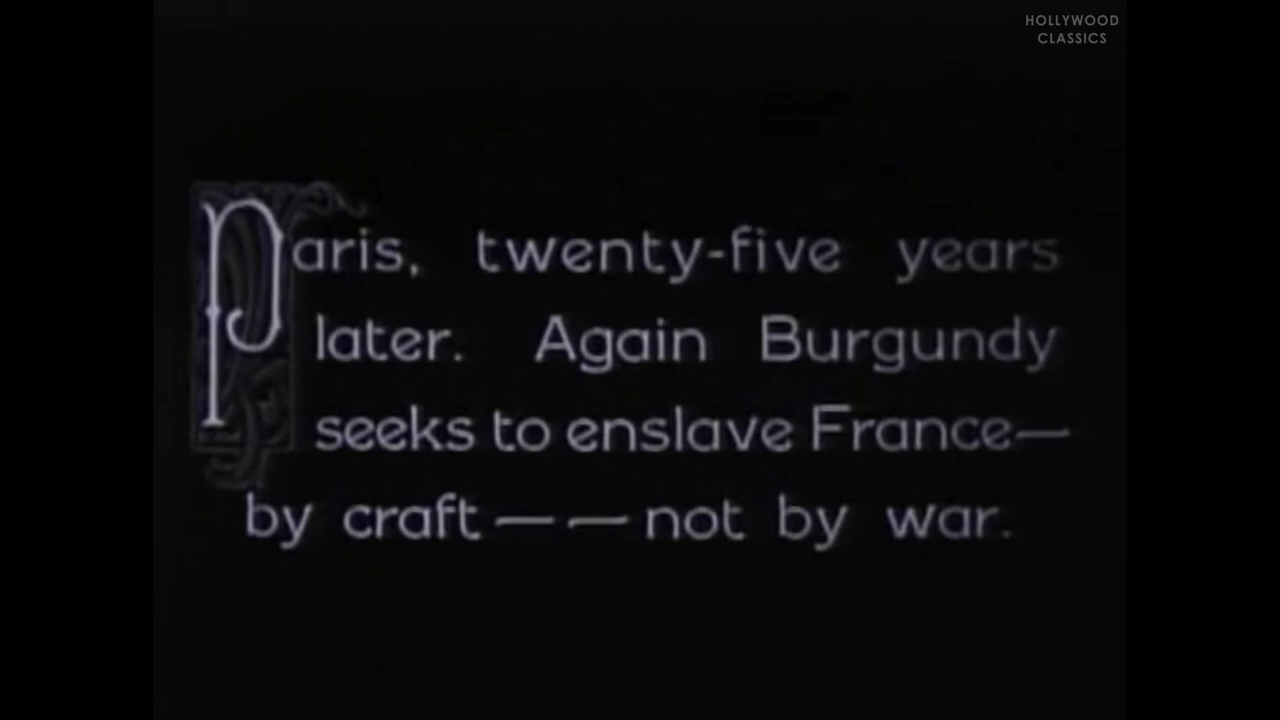 HOLLYWOOD
CLASSICS
Paris, twenty-five years
later. Again Burgundy
seeks to enslave France—
by craft — — not by war.